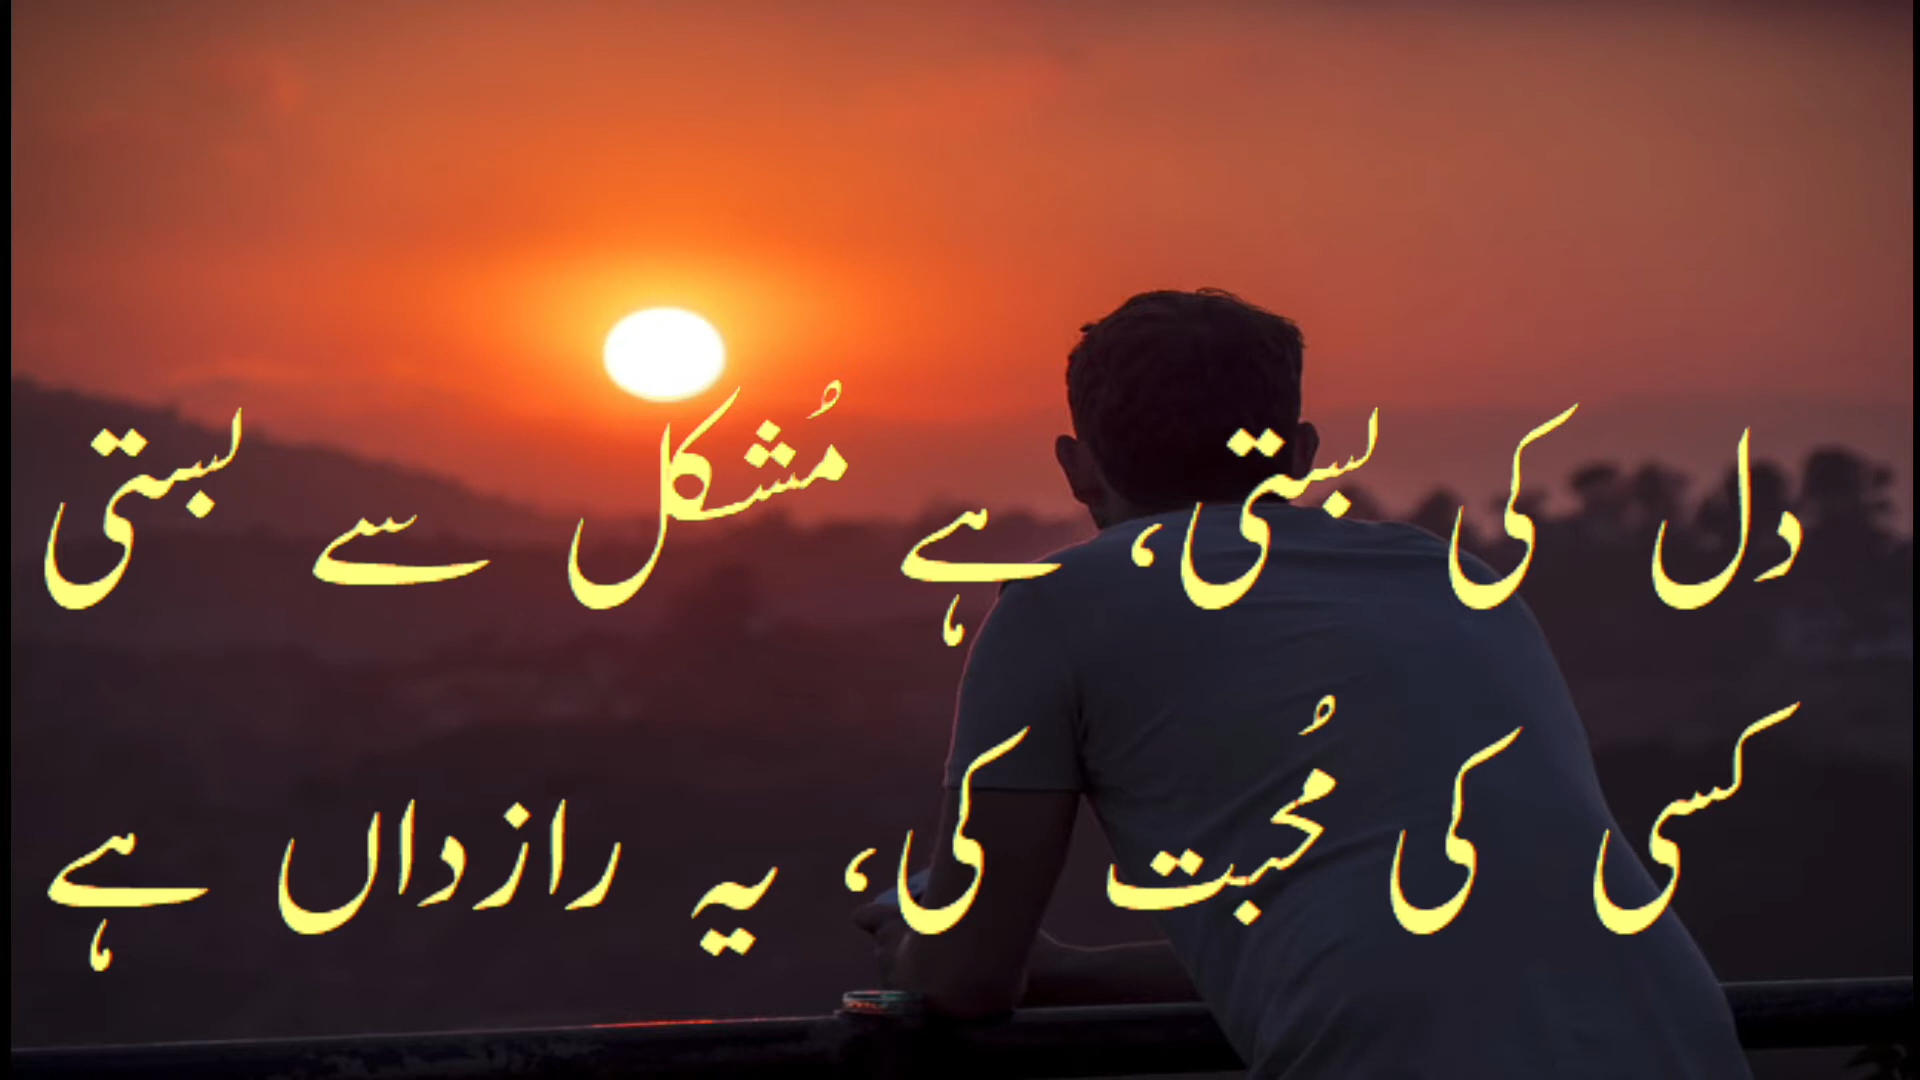 دل کی بستی، ہے مُشکل سے بستی
کسی کی مُحبت کی، یہ رازداں ہے